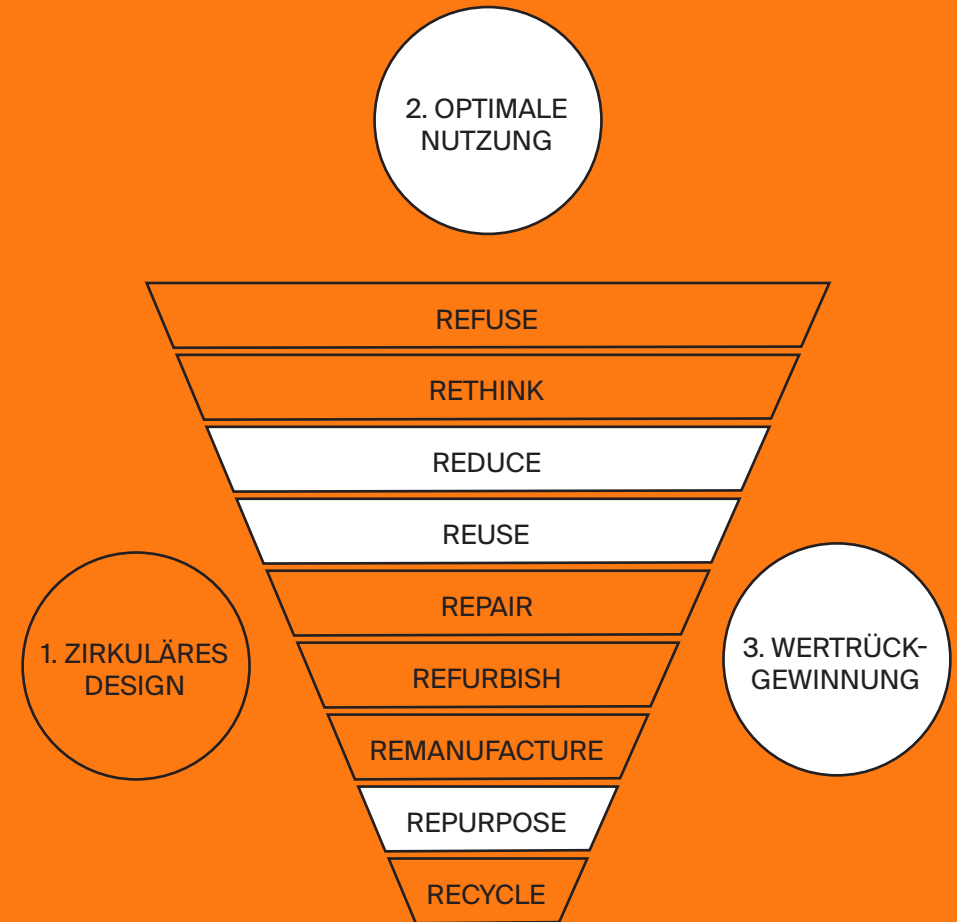 2. OPTIMALE
NUTZUNG
REFUSE
RETHINK
REDUCE
REUSE
REPAIR
REFURBISH
REMANUFACTURE
REPURPOSE
RECYCLE
1. ZIRKULÄRES
DESIGN
3. WERTRÜCK-
GEWINNUNG